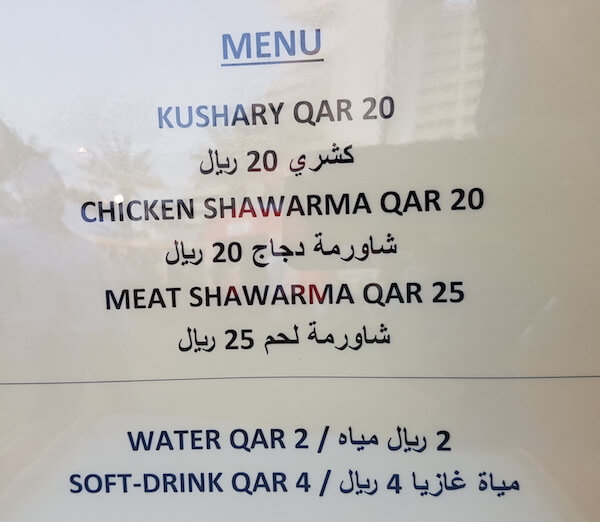 MENU
KUSHARY QAR 20
كشري 20 ريال
CHICKEN SHAWARMA QAR 20
شاورمة دجاج 20 ريال
MEAT SHAWARMA QAR 25
شاورمة لحم 25 ريال
WATER QAR 2 / 2 ريال مياه
SOFT-DRINK QAR 4 / مياة غازيا 4 ريال